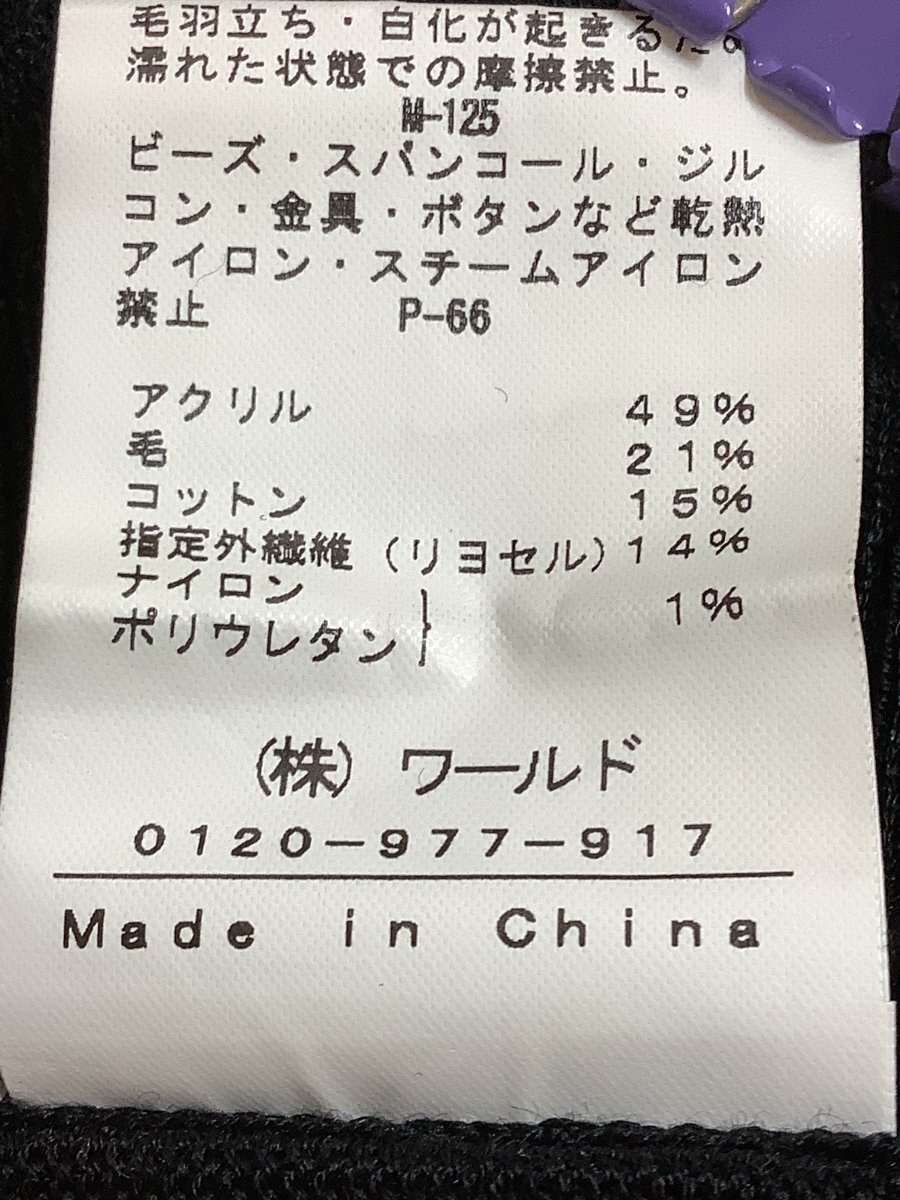 毛羽立ち・白化が起きるため
濡れた状態での摩擦禁止。
M-125
ビーズ・スパンコール・ジル
コン・金具・ボタンなど乾熱
アイロン・スチームアイロン
禁止 P-66
アクリル 49%
毛 21%
コットン 15%
指定外繊維(リヨセル)14%
ナイロン
ポリウレタン} 1%
(株) ワールド
0120-977-917
Made in China